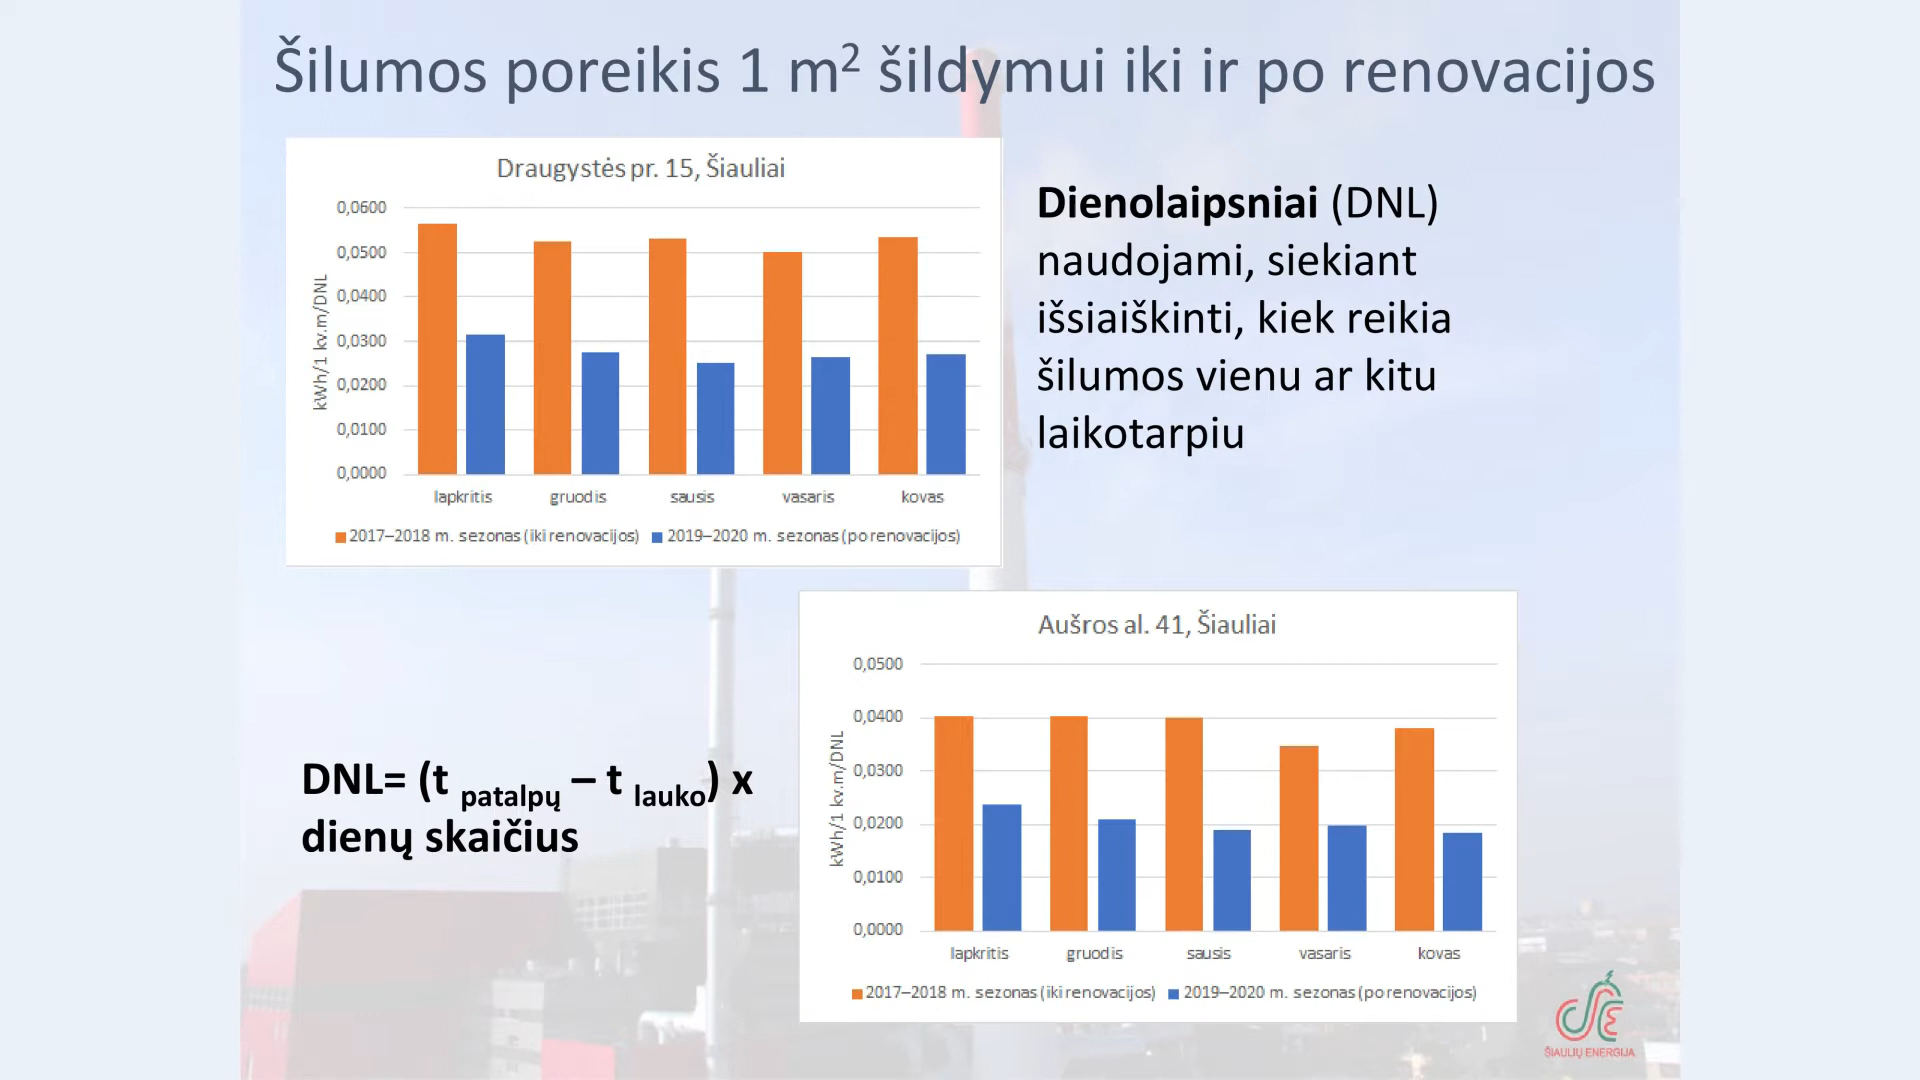 Šilumos poreikis 1 m² šildymui iki ir po renovacijos
Draugystės pr. 15, Šiauliai
0,0600
0,0500
0,0400
0,0300
0,0200
0,0100
0,0000
kWh/1 kv.m/DNL
lapkritis gruodis sausis vasaris kovas
2017–2018 m. sezonas (iki renovacijos) 2019–2020 m. sezonas (po renovacijos)
Dienolaipsniai (DNL)
naudojami, siekiant
išsiaiškinti, kiek reikia
šilumos vienu ar kitu
laikotarpiu
DNL= (t patalpų – t lauko) x
dienų skaičius
Aušros al. 41, Šiauliai
0,0500
0,0400
0,0300
0,0200
0,0100
0,0000
kWh/1 kv.m/DNL
lapkritis gruodis sausis vasaris kovas
2017–2018 m. sezonas (iki renovacijos) 2019–2020 m. sezonas (po renovacijos)
ŠIAULIŲ ENERGIJA